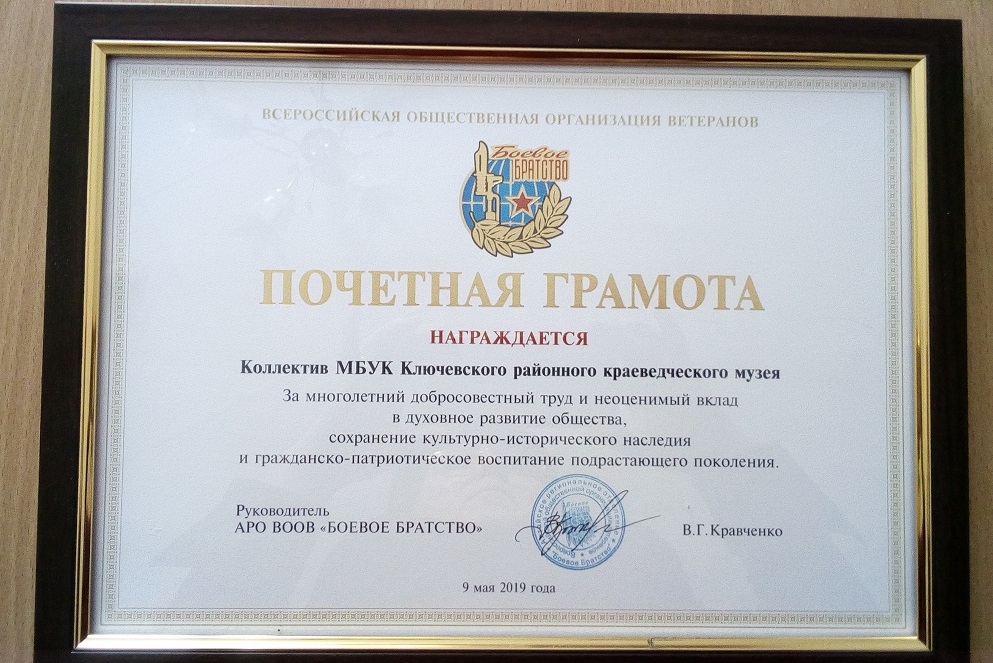 ВСЕРОССИЙСКАЯ ОБЩЕСТВЕННАЯ ОРГАНИЗАЦИЯ ВЕТЕРАНОВ
Боевое
БРАТСТВО
ПОЧЕТНАЯ ГРАМОТА
НАГРАЖДАЕТСЯ
Коллектив МБУК Ключевского районного краеведческого музея
За многолетний добросовестный труд и неоценимый вклад
в духовное развитие общества,
сохранение культурно-исторического наследия
и гражданско-патриотическое воспитание подрастающего поколения.
Руководитель
АРО ВООВ «БОЕВОЕ БРАТСТВО»
"Боевое Братство"
В.Г. Кравченко
9 мая 2019 года